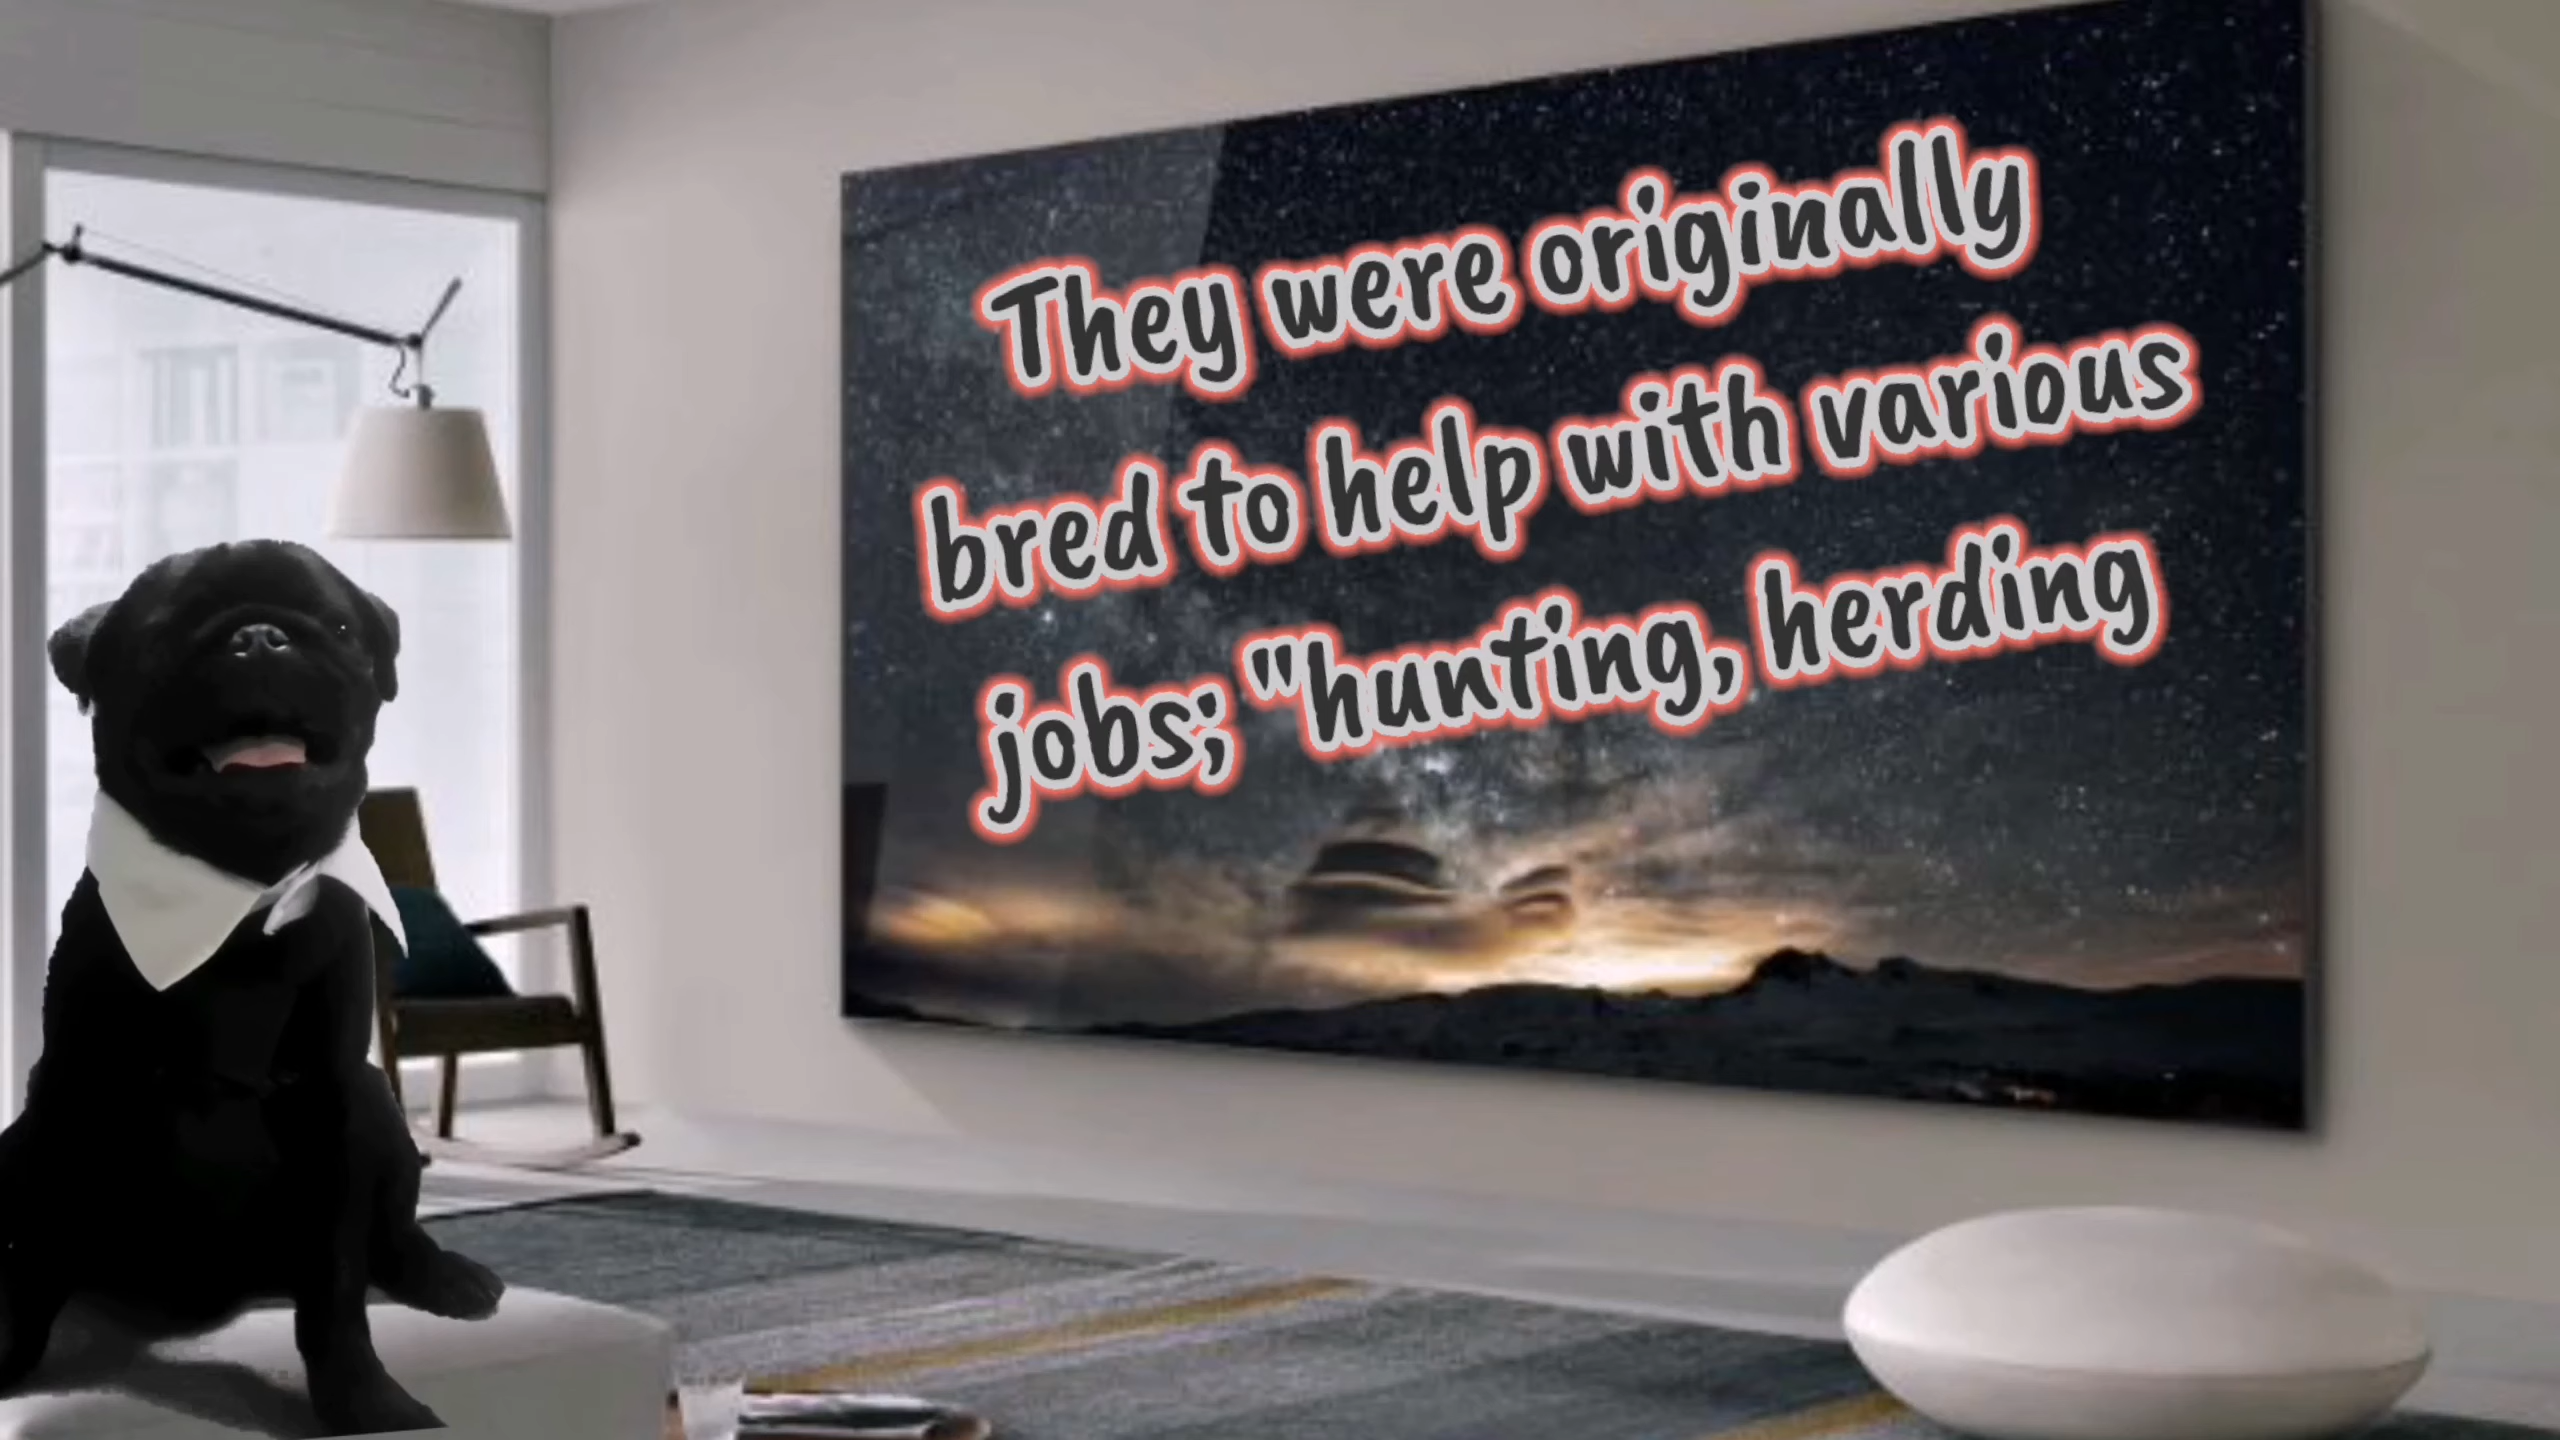 They were originally
bred to help with various
jobs; "hunting, herding